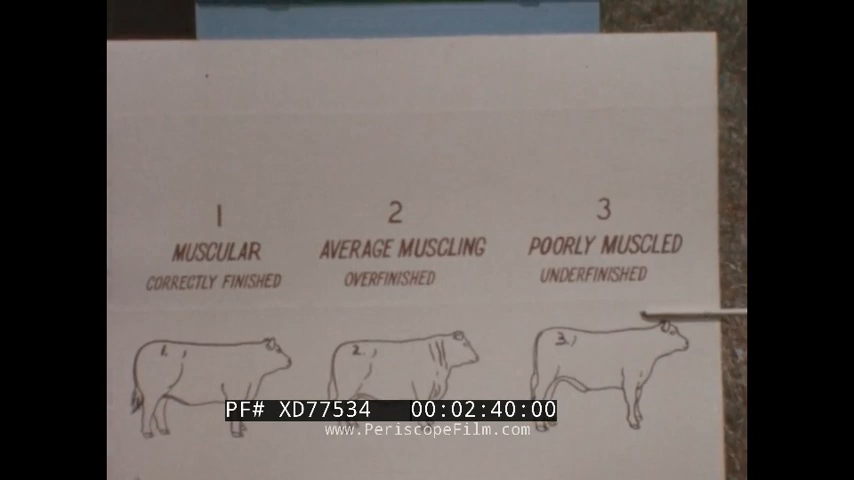 1 2 3
MUSCULAR AVERAGE MUSCLING POORLY MUSCLED
CORRECTLY FINISHED OVERFINISHED UNDERFINISHED
1. 2. 3.
PF# XD77534 00:02:40:00
www.PeriscopeFilm.com